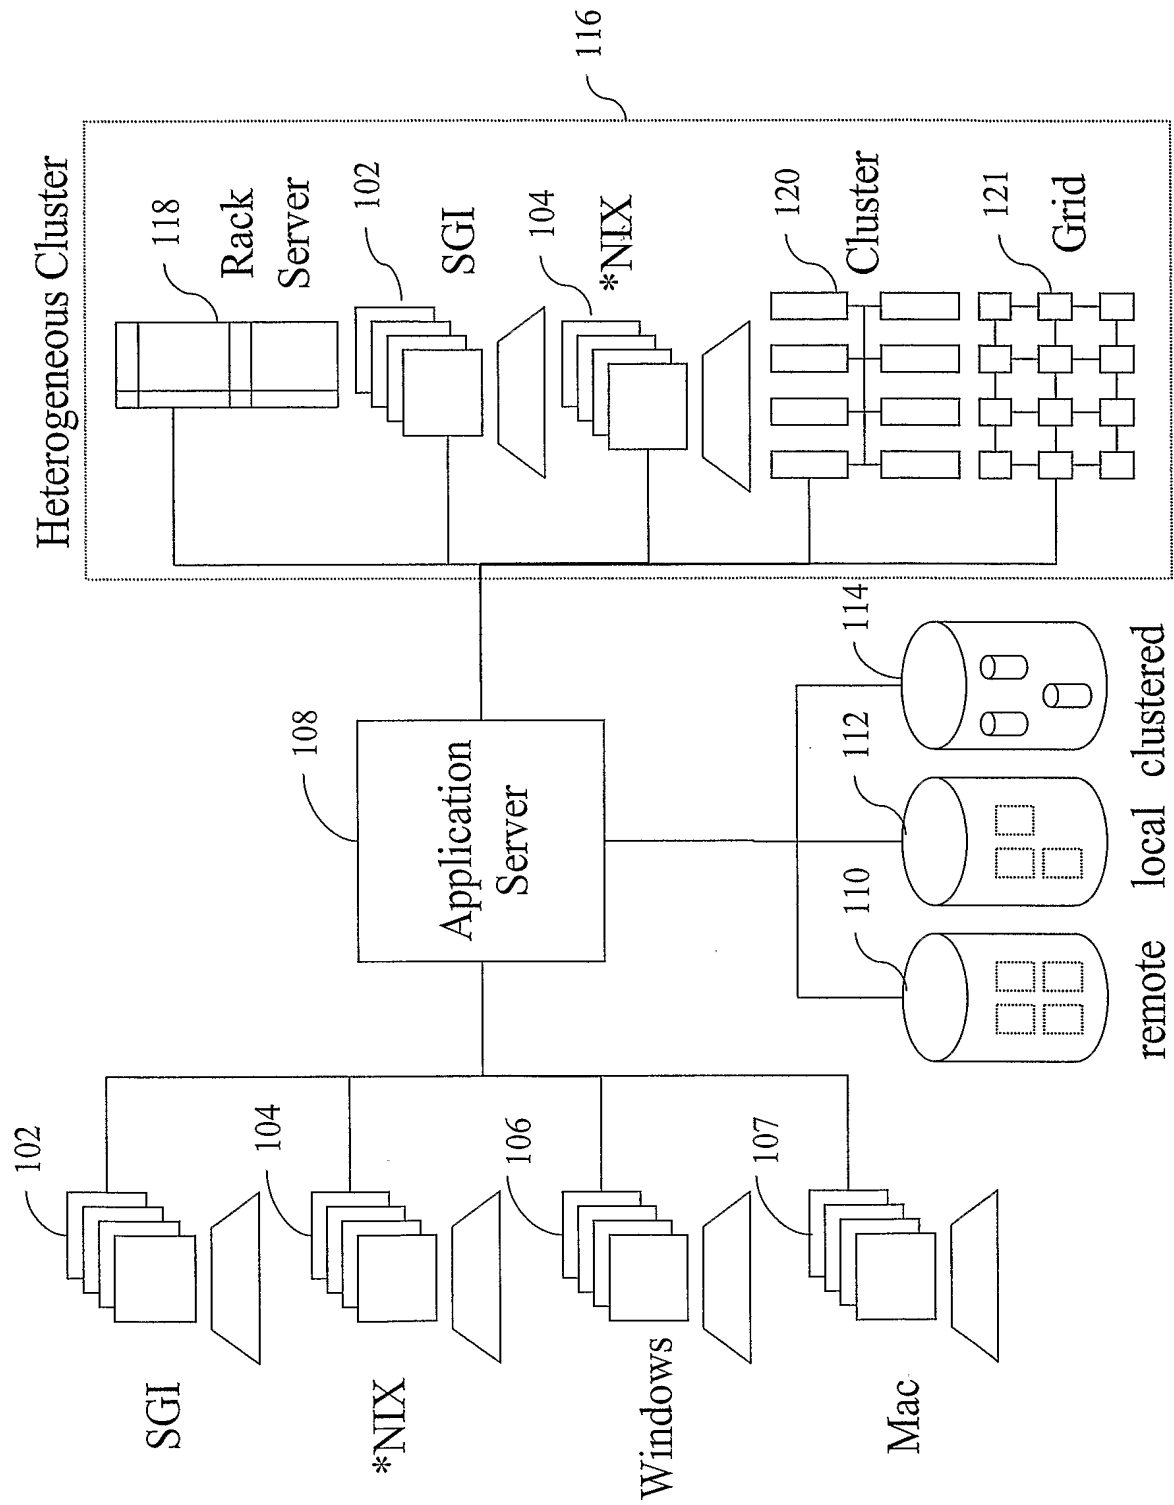 Heterogeneous Cluster
116
118
Rack
Server
102
SGI
104
*NIX
120
Cluster
121
Grid
108
Application
Server
102
SGI
104
*NIX
106
Windows
107
Mac
110
remote
112
local
114
clustered